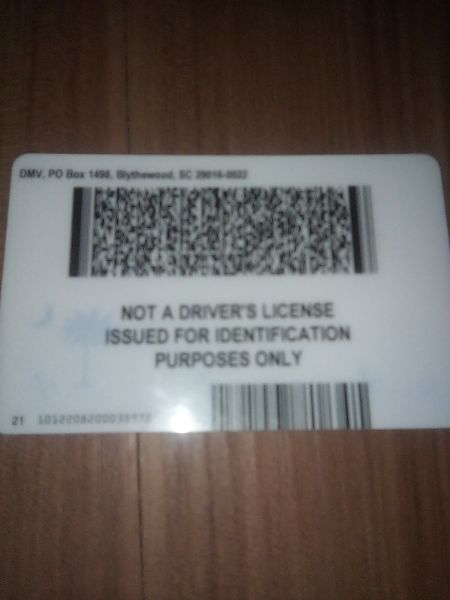 DMV, PO Box 1498, Blythewood, SC 29016-0022
NOT A DRIVER'S LICENSE
ISSUED FOR IDENTIFICATION
PURPOSES ONLY
21